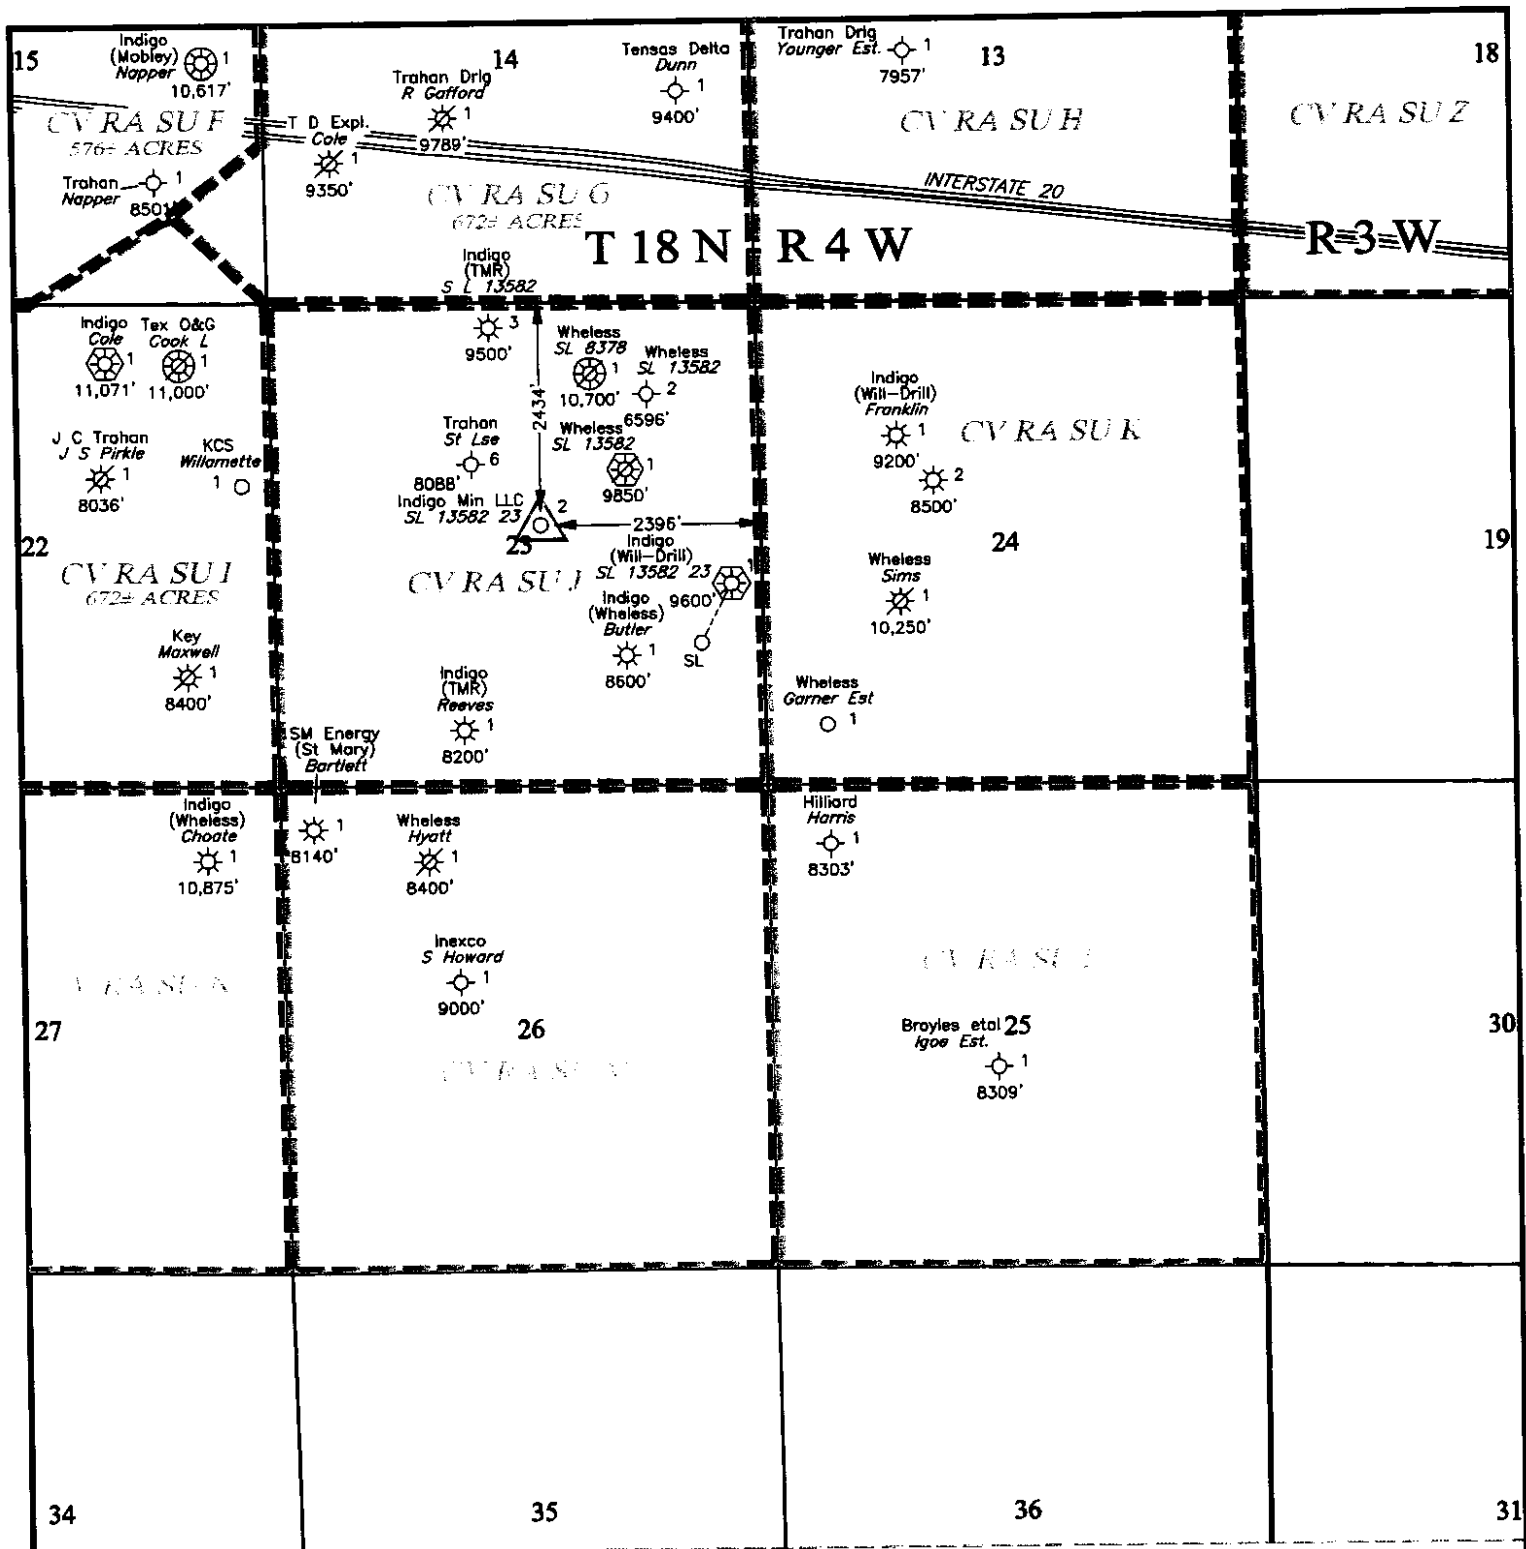 15
Indigo
(Mobley)
Napper
1
10,617'
CV RA SU F
576± ACRES
Trahan
Napper
1
8501'
14
T D Expl.
Cole
1
9350'
Trahan Drlg
R Gafford
1
9789'
Tensas Delta
Dunn
1
9400'
CV RA SU G
672± ACRES
Trahan Drlg
Younger Est.
1
7957'
13
CV RA SU H
18
CV RA SU Z
INTERSTATE 20
T 18 N
R 4 W
R 3 W
Indigo
Cole
1
11,071'
Tex O&G
Cook L
1
11,000'
J C Trahan
J S Pirkle
1
8036'
KCS
Willamette
1
22
CV RA SU I
672± ACRES
Key
Maxwell
1
8400'
Indigo
(TMR)
S L 13582
3
9500'
2434'
Wheless
SL 8378
1
10,700'
Wheless
SL 13582
2
6596'
Trahan
St Lse
6
8088'
Wheless
SL 13582
1
9850'
Indigo Min LLC
SL 13582 23
2
2396'
23
CV RA SU J
Indigo
(Will-Drill)
SL 13582 23
9600'
SL
Indigo
(Wheless)
Butler
1
8600'
Indigo
(TMR)
Reeves
1
8200'
Indigo
(Will-Drill)
Franklin
1
9200'
2
8500'
CV RA SU K
24
19
Wheless
Sims
1
10,250'
Wheless
Garner Est
1
SM Energy
(St Mary)
Bartlett
1
8140'
Indigo
(Wheless)
Choate
1
10,875'
Wheless
Hyatt
1
8400'
Hilliard
Harris
1
8303'
Inexco
S Howard
1
9000'
27
26
25
30
Broyles etal
Igoe Est.
1
8309'
34
35
36
31